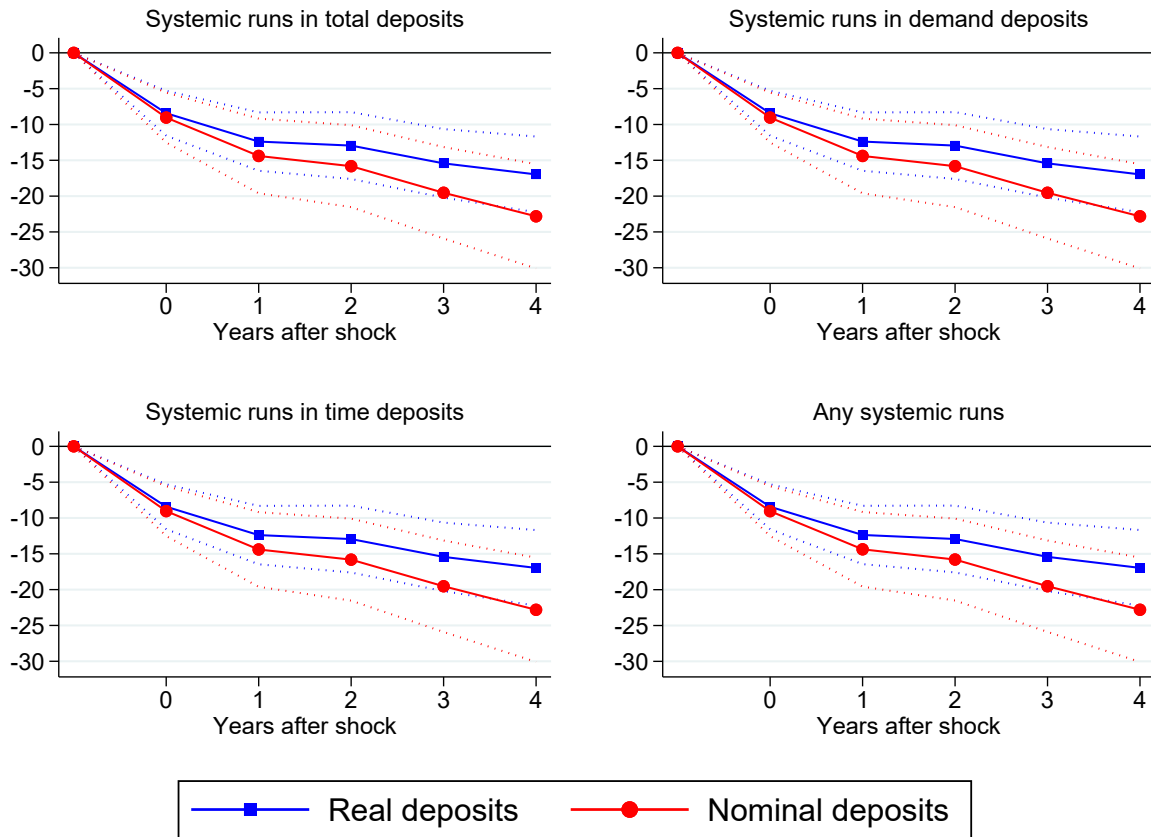 Systemic runs in total deposits
0
-5
-10
-15
-20
-25
-30
0 1 2 3 4
Years after shock
Systemic runs in demand deposits
0
-5
-10
-15
-20
-25
-30
0 1 2 3 4
Years after shock
Systemic runs in time deposits
0
-5
-10
-15
-20
-25
-30
0 1 2 3 4
Years after shock
Any systemic runs
0
-5
-10
-15
-20
-25
-30
0 1 2 3 4
Years after shock
Real deposits Nominal deposits